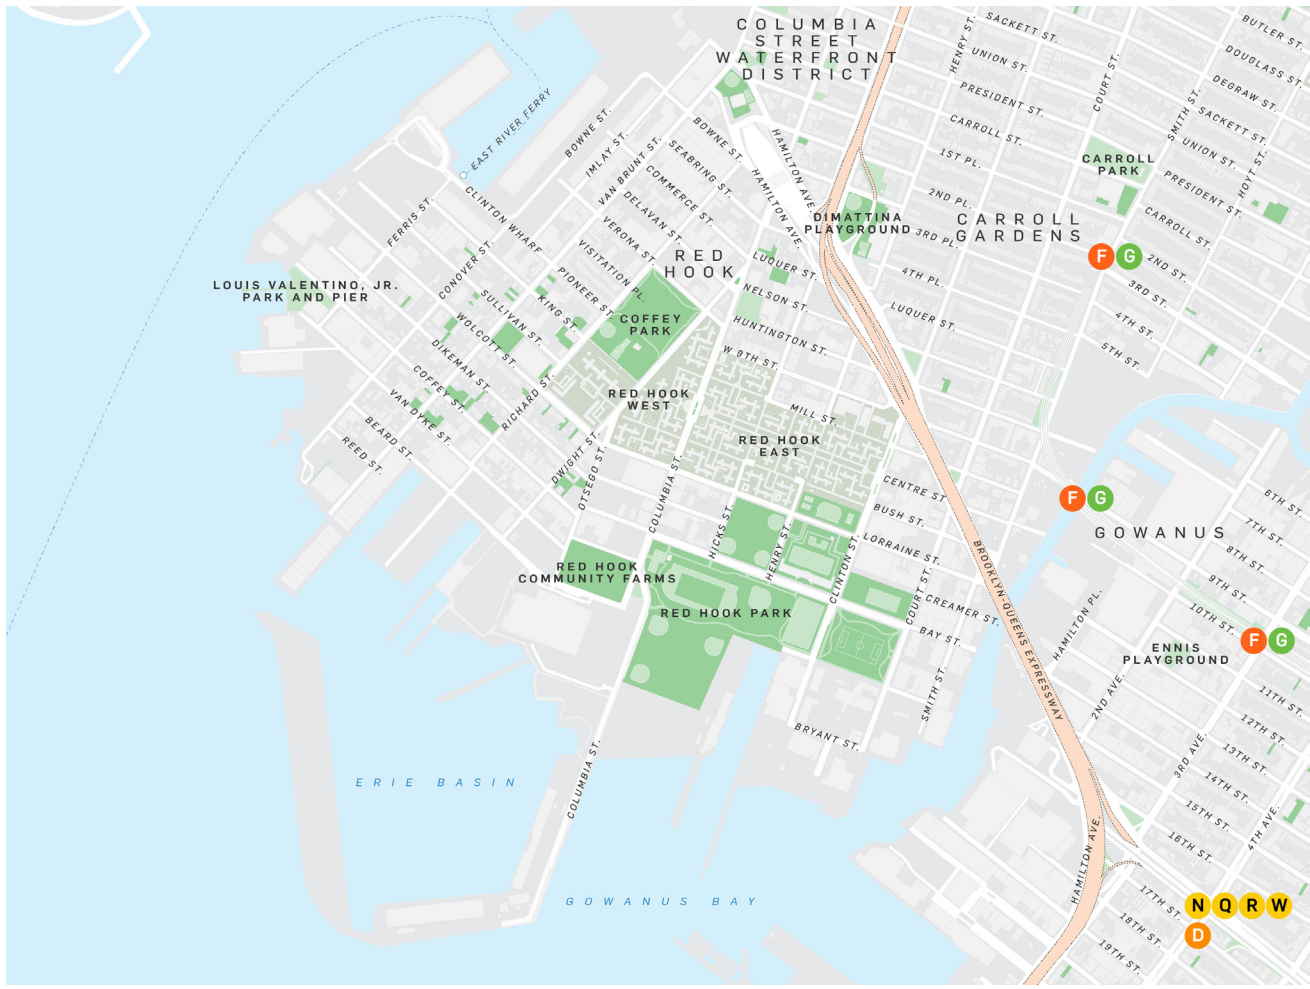 COLUMBIA
STREET
WATERFRONT
DISTRICT
HENRY ST.
SACKETT ST.
UNION ST.
PRESIDENT ST.
CARROLL ST.
1ST PL.
2ND PL.
3RD PL.
4TH PL.
LUQUER ST.
COURT ST.
SMITH ST.
BUTLER ST.
DOUGLASS ST.
DEGRAW ST.
SACKETT ST.
UNION ST.
HOYT ST.
PRESIDENT ST.
CARROLL ST.
2ND ST.
3RD ST.
4TH ST.
5TH ST.
CARROLL
PARK
CARROLL
GARDENS
F G
EAST RIVER FERRY
BOWNE ST.
IMLAY ST.
VAN BRUNT ST.
BOWNE ST.
SEABRING ST.
COMMERCE ST.
DELAVAN ST.
VERONA ST.
VISITATION PL.
PIONEER ST.
KING ST.
SULLIVAN ST.
WOLCOTT ST.
DIKEMAN ST.
COFFEY ST.
VAN DYKE ST.
BEARD ST.
REED ST.
CLINTON WHARF
FERRIS ST.
CONOVER ST.
RICHARD ST.
DWIGHT ST.
OTSEGO ST.
COLUMBIA ST.
HAMILTON AVE.
HAMILTON AVE.
DIMATTINA
PLAYGROUND
RED
HOOK
LUQUER ST.
NELSON ST.
HUNTINGTON ST.
W 9TH ST.
MILL ST.
LOUIS VALENTINO, JR.
PARK AND PIER
COFFEY
PARK
RED HOOK
WEST
RED HOOK
EAST
CENTRE ST
BUSH ST.
LORRAINE ST.
CREAMER ST.
BAY ST.
HICKS ST.
HENRY ST.
CLINTON ST.
COURT ST.
SMITH ST.
BRYANT ST.
RED HOOK
COMMUNITY FARMS
RED HOOK PARK
F G
GOWANUS
BROOKLYN-QUEENS EXPRESSWAY
HAMILTON PL.
2ND AVE.
3RD AVE.
4TH AVE.
6TH ST.
7TH ST.
8TH ST.
9TH ST.
10TH ST.
F G
ENNIS
PLAYGROUND
11TH ST.
12TH ST.
13TH ST.
14TH ST.
15TH ST.
16TH ST.
17TH ST.
18TH ST.
19TH ST.
HAMILTON AVE.
COLUMBIA ST.
ERIE BASIN
GOWANUS BAY
N Q R W
D